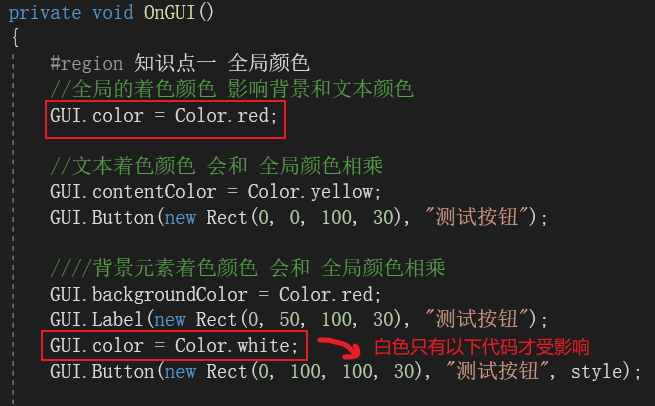 private void OnGUI()
{
#region 知识点一 全局颜色
//全局的着色颜色 影响背景和文本颜色
GUI.color = Color.red;
//文本着色颜色 会和 全局颜色相乘
GUI.contentColor = Color.yellow;
GUI.Button(new Rect(0, 0, 100, 30), "测试按钮");
////背景元素着色颜色 会和 全局颜色相乘
GUI.backgroundColor = Color.red;
GUI.Label(new Rect(0, 50, 100, 30), "测试按钮");
GUI.color = Color.white; 白色只有以下代码才受影响
GUI.Button(new Rect(0, 100, 100, 30), "测试按钮", style);